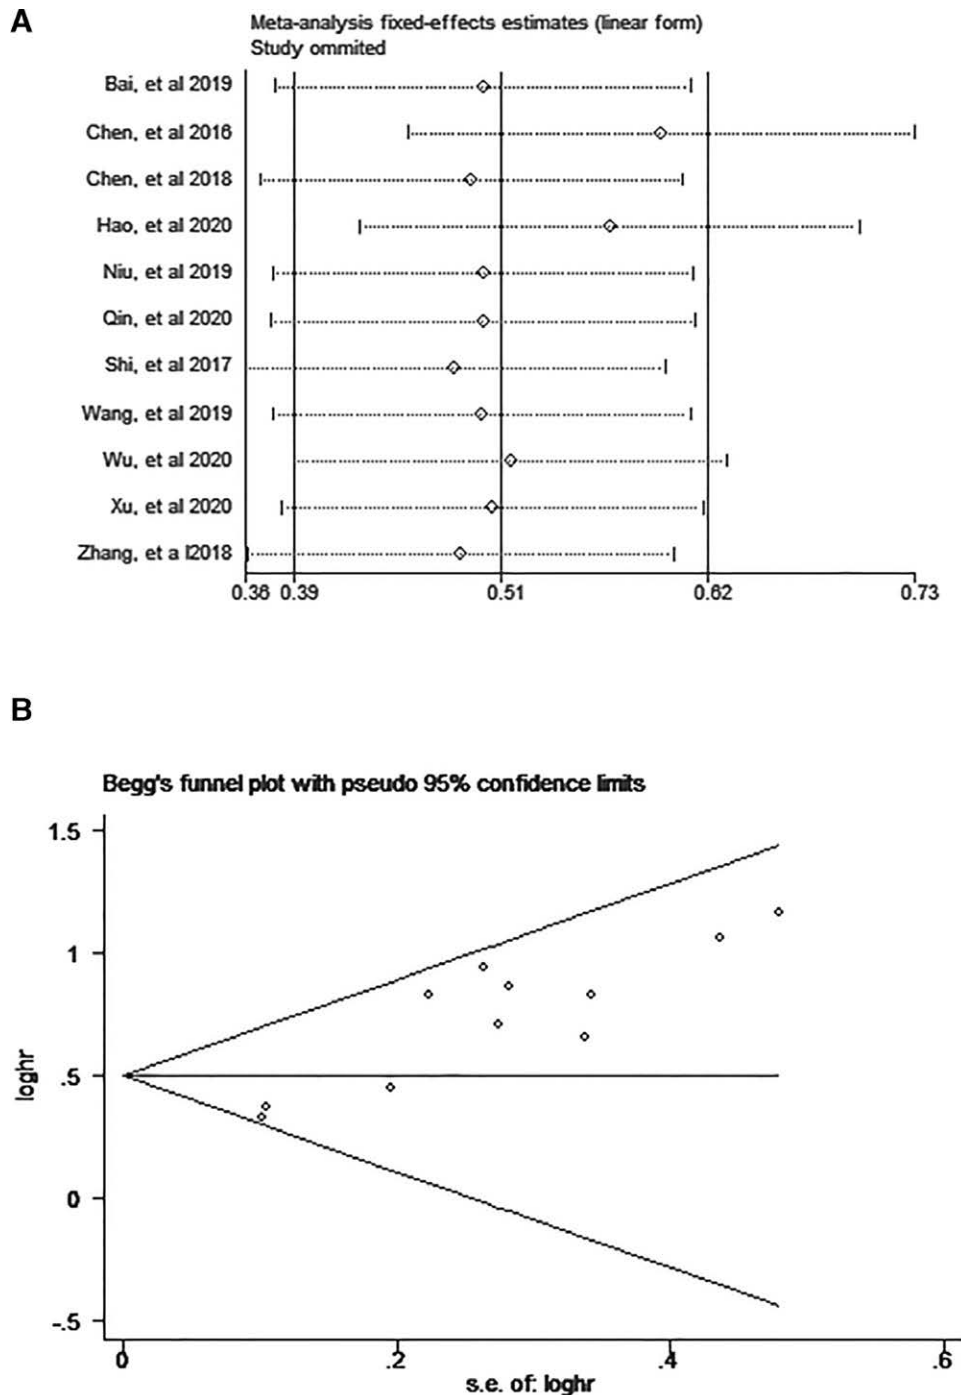 A
Meta-analysis fixed-effects estimates (linear form)
Study ommited
Bai, et al 2019
Chen, et al 2016
Chen, et al 2018
Hao, et al 2020
Niu, et al 2019
Qin, et al 2020
Shi, et al 2017
Wang, et al 2019
Wu, et al 2020
Xu, et al 2020
Zhang, et a l2018
0.38 0.39 0.51 0.62 0.73
B
Begg's funnel plot with pseudo 95% confidence limits
1.5
1
.5
0
-.5
loghr
0 .2 .4 .6
s.e. of: loghr